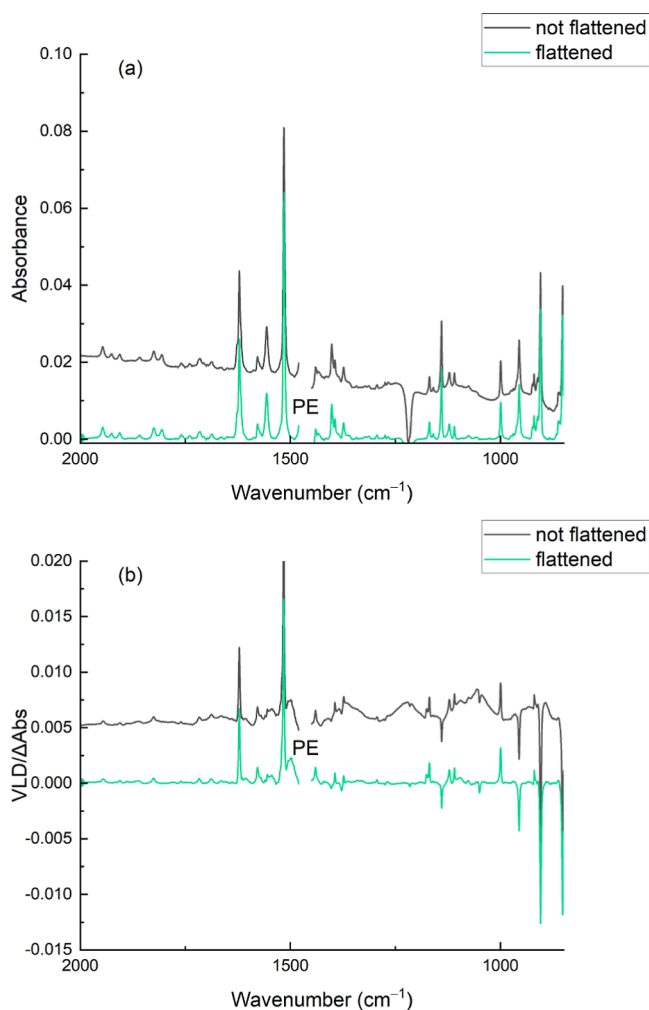 not flattened
flattened
(a)
0.10
0.08
0.06
0.04
0.02
0.00
Absorbance
PE
2000
1500
1000
Wavenumber (cm⁻¹)
not flattened
flattened
(b)
0.020
0.015
0.010
0.005
0.000
-0.005
-0.010
-0.015
VLD/ΔAbs
PE
2000
1500
1000
Wavenumber (cm⁻¹)